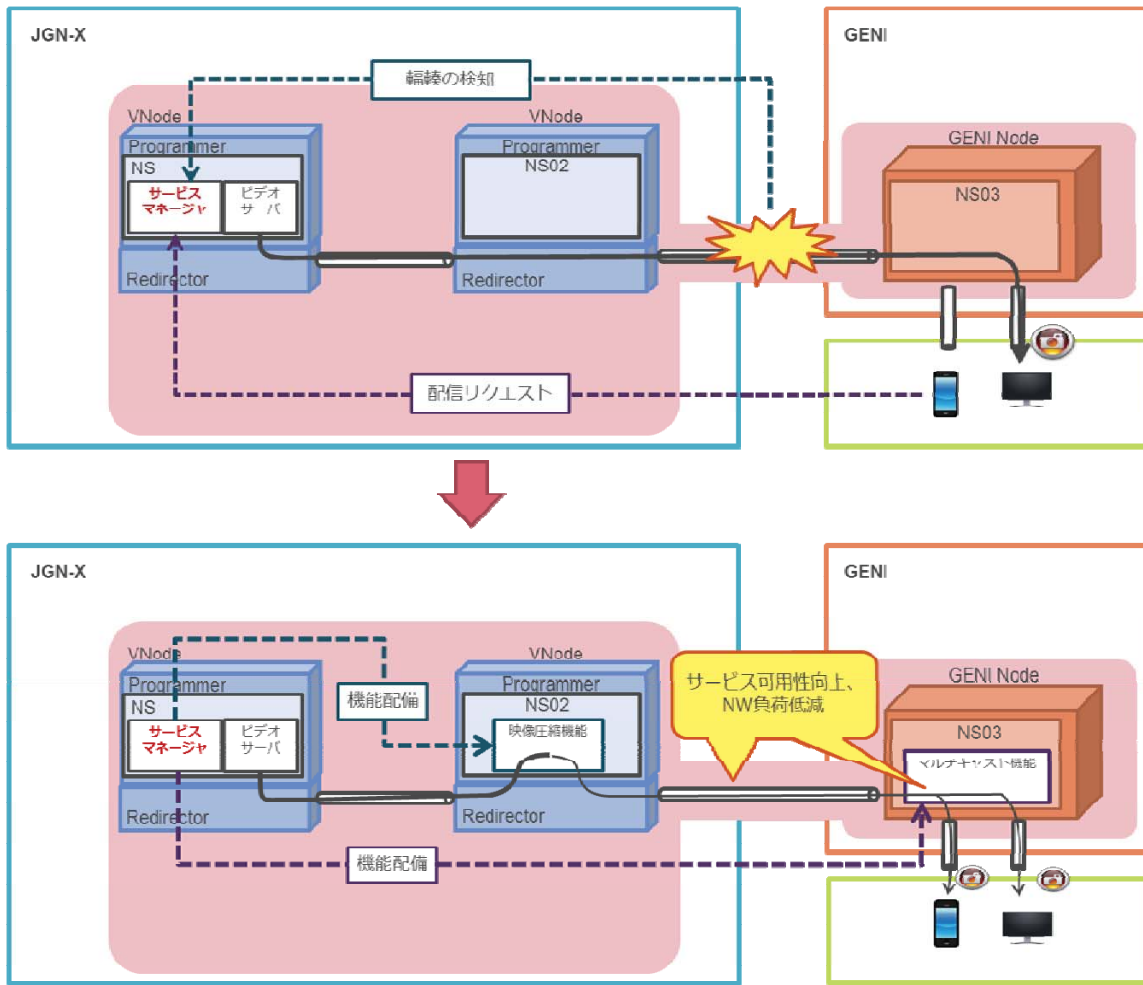 JGN-X
GENI
輻輳の検知
VNode
VNode
Programmer
Programmer
NS
NS02
サービス
マネージャ
ビデオ
サーバ
Redirector
Redirector
GENI Node
NS03
配信リクエスト
JGN-X
GENI
VNode
VNode
Programmer
Programmer
NS
NS02
サービス
マネージャ
ビデオ
サーバ
機能配備
映像圧縮機能
サービス可用性向上、
NW負荷低減
GENI Node
NS03
マルチキャスト機能
Redirector
Redirector
機能配備